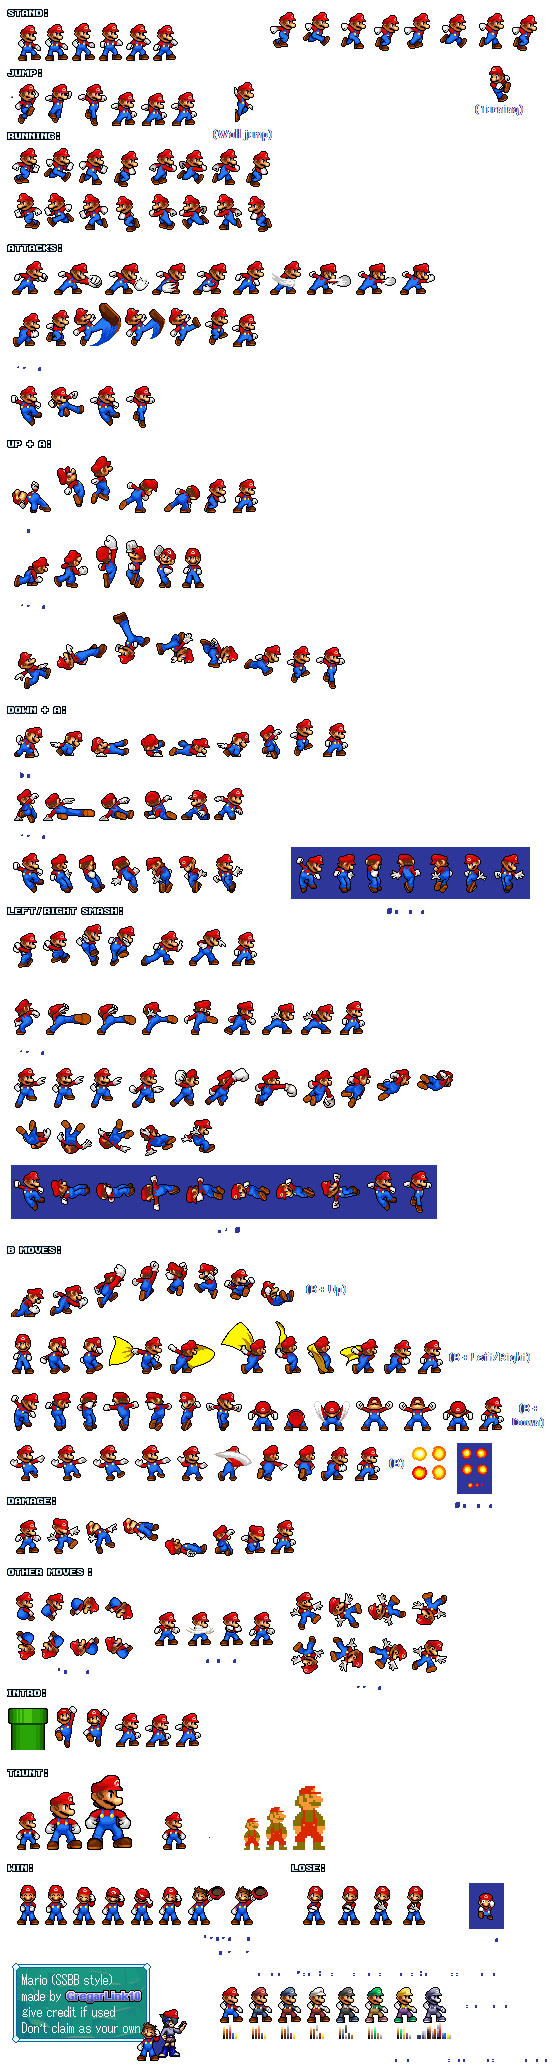 STAND:
JUMP:
(Wall jump)
(Turning)
RUNNING:
ATTACKS:
UP + A:
DOWN + A:
LEFT/RIGHT SMASH:
B MOVES:
(B + Up)
(B + Left/Right)
(B +
Down)
(B)
DAMAGE:
OTHER MOVES :
INTRO:
TAUNT:
WIN:
LOSE:
Mario (SSBB style)
made by GregarLink10
give credit if used
Don't claim as your own